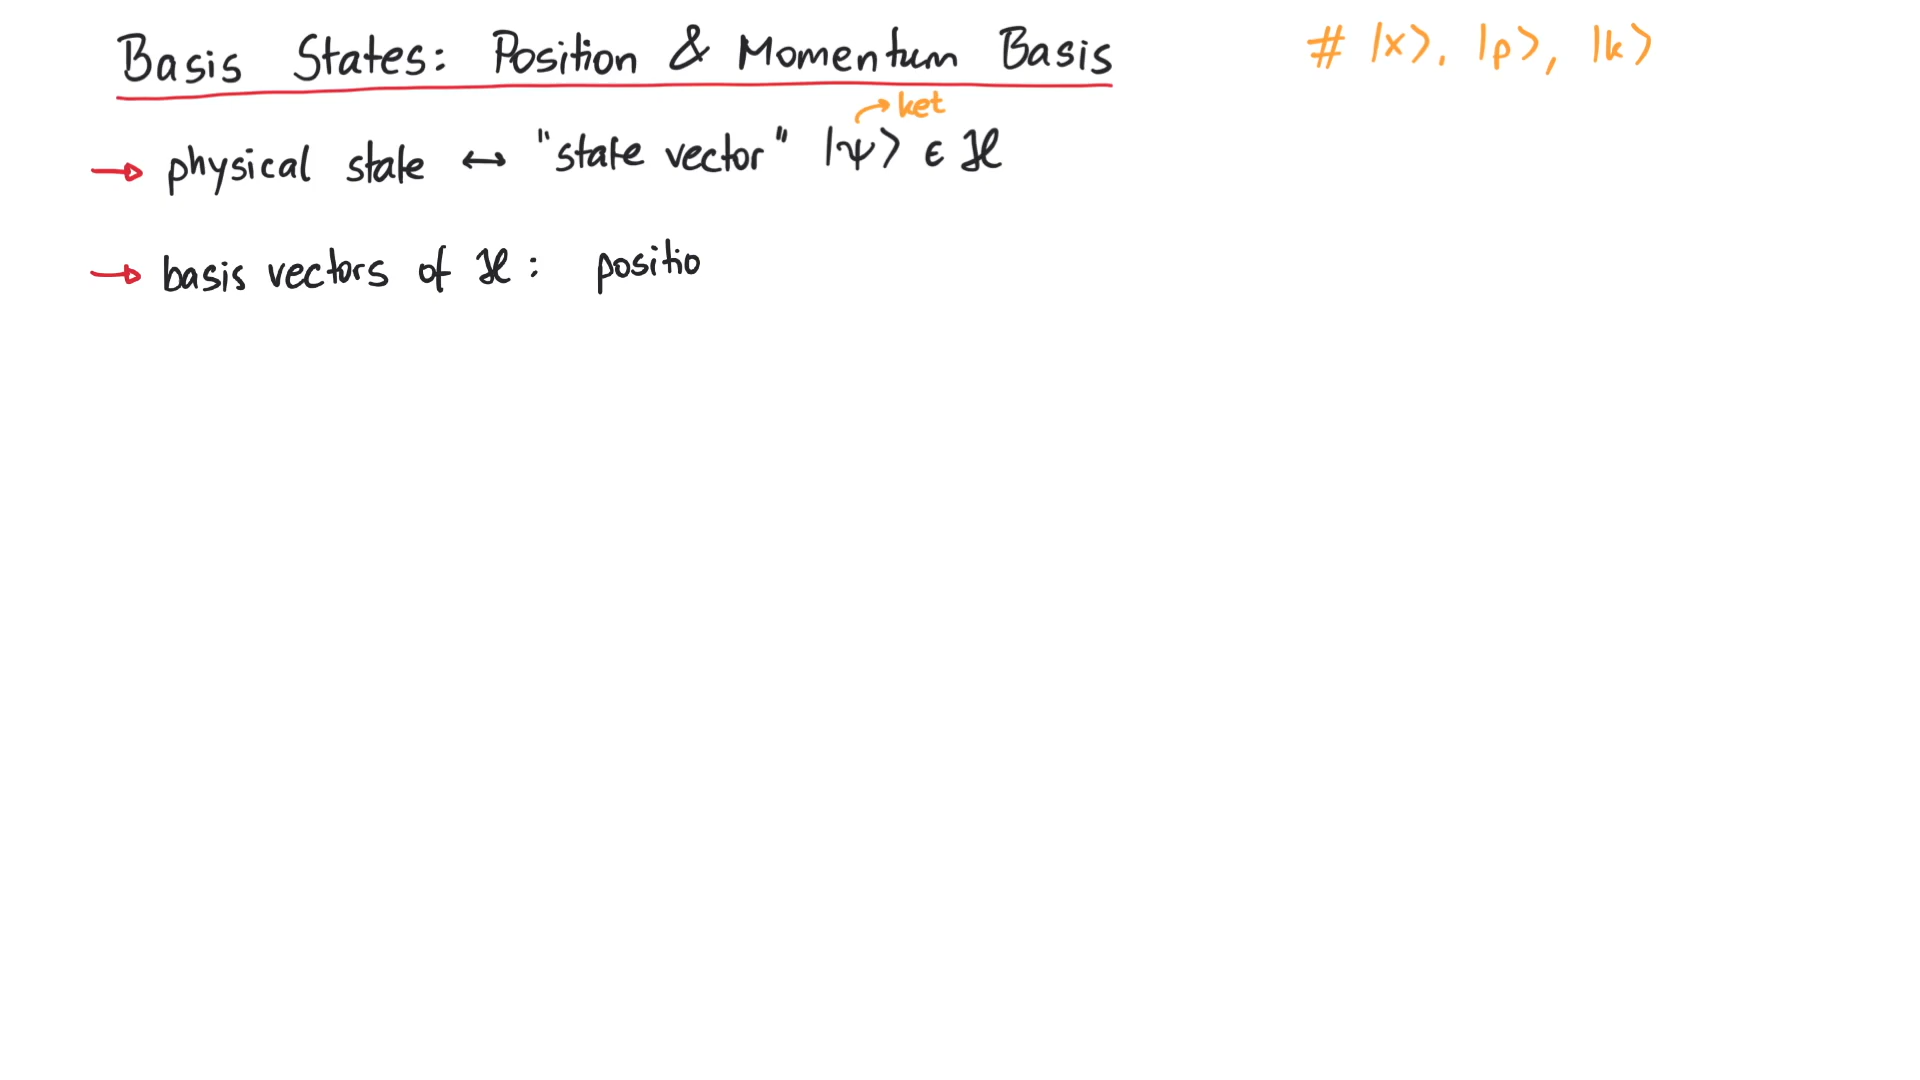 Basis States: Position & Momentum Basis # |x⟩, |p⟩, |k⟩
ket
→ physical state ↔ "state vector" |ψ⟩ ∈ ℋ
→ basis vectors of ℋ: positio